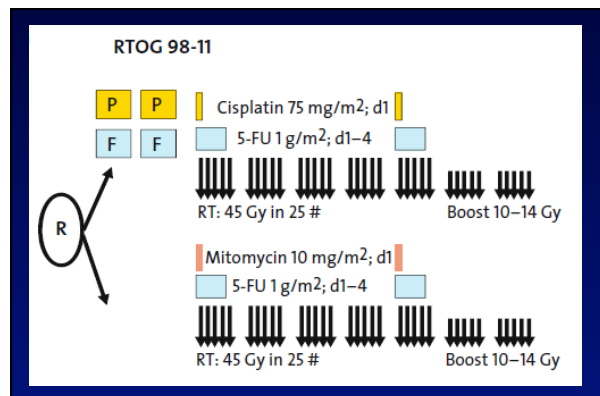 RTOG 98-11
P P
Cisplatin 75 mg/m2; d1
F F
5-FU 1 g/m2; d1–4
RT: 45 Gy in 25 #
Boost 10–14 Gy
R
Mitomycin 10 mg/m2; d1
5-FU 1 g/m2; d1–4
RT: 45 Gy in 25 #
Boost 10–14 Gy